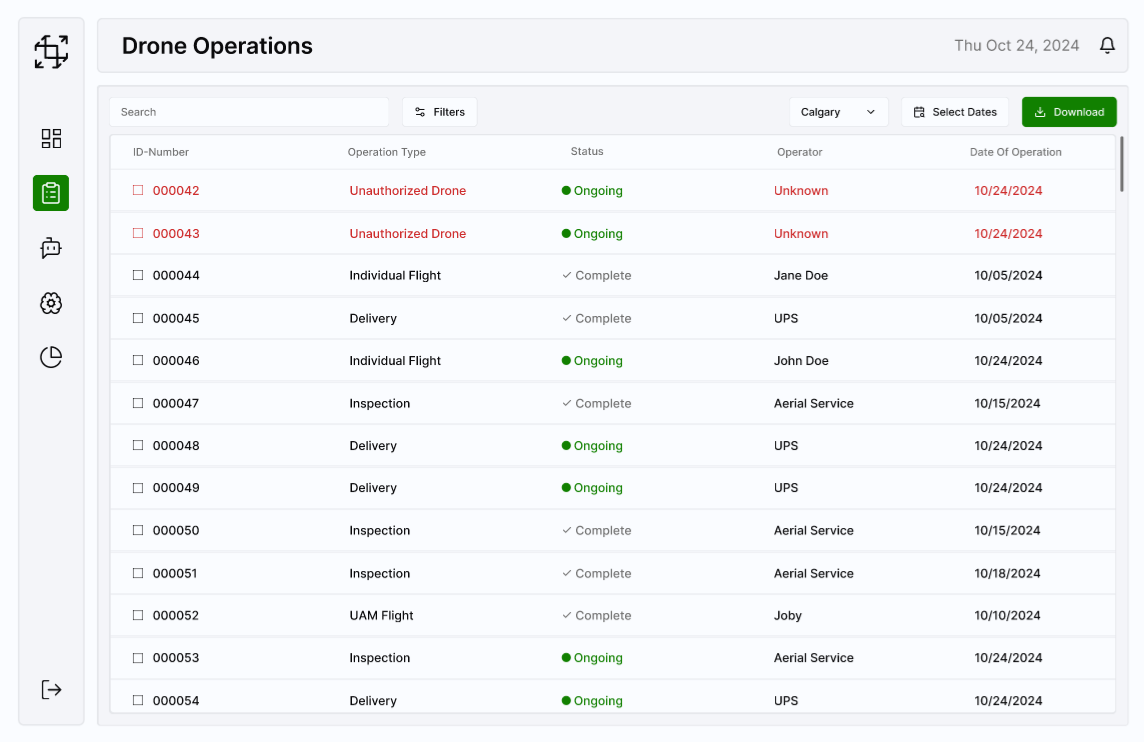 Drone Operations Thu Oct 24, 2024
Search Filters Calgary Select Dates Download
ID-Number Operation Type Status Operator Date Of Operation
000042 Unauthorized Drone Ongoing Unknown 10/24/2024
000043 Unauthorized Drone Ongoing Unknown 10/24/2024
000044 Individual Flight Complete Jane Doe 10/05/2024
000045 Delivery Complete UPS 10/05/2024
000046 Individual Flight Ongoing John Doe 10/24/2024
000047 Inspection Complete Aerial Service 10/15/2024
000048 Delivery Ongoing UPS 10/24/2024
000049 Delivery Ongoing UPS 10/24/2024
000050 Inspection Complete Aerial Service 10/15/2024
000051 Inspection Complete Aerial Service 10/18/2024
000052 UAM Flight Complete Joby 10/10/2024
000053 Inspection Ongoing Aerial Service 10/24/2024
000054 Delivery Ongoing UPS 10/24/2024